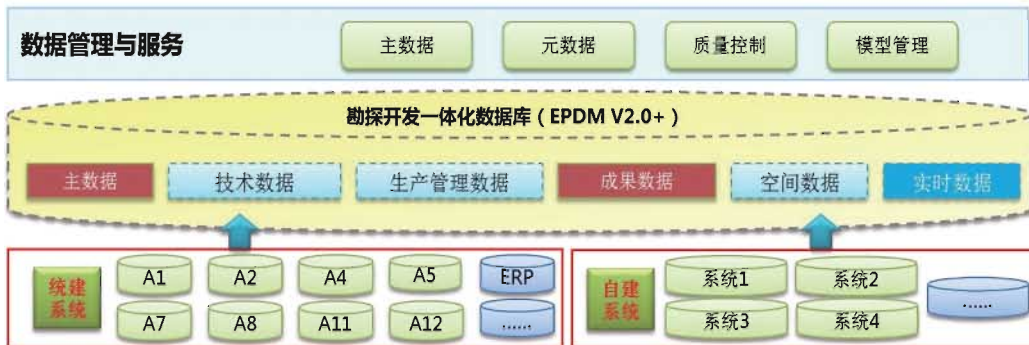 数据管理与服务 主数据 元数据 质量控制 模型管理
勘探开发一体化数据库（EPDM V2.0+）
主数据 技术数据 生产管理数据 成果数据 空间数据 实时数据
统建
系统
A1 A2 A4 A5 ERP
A7 A8 A11 A12 ……
自建
系统
系统1 系统2
系统3 系统4
……